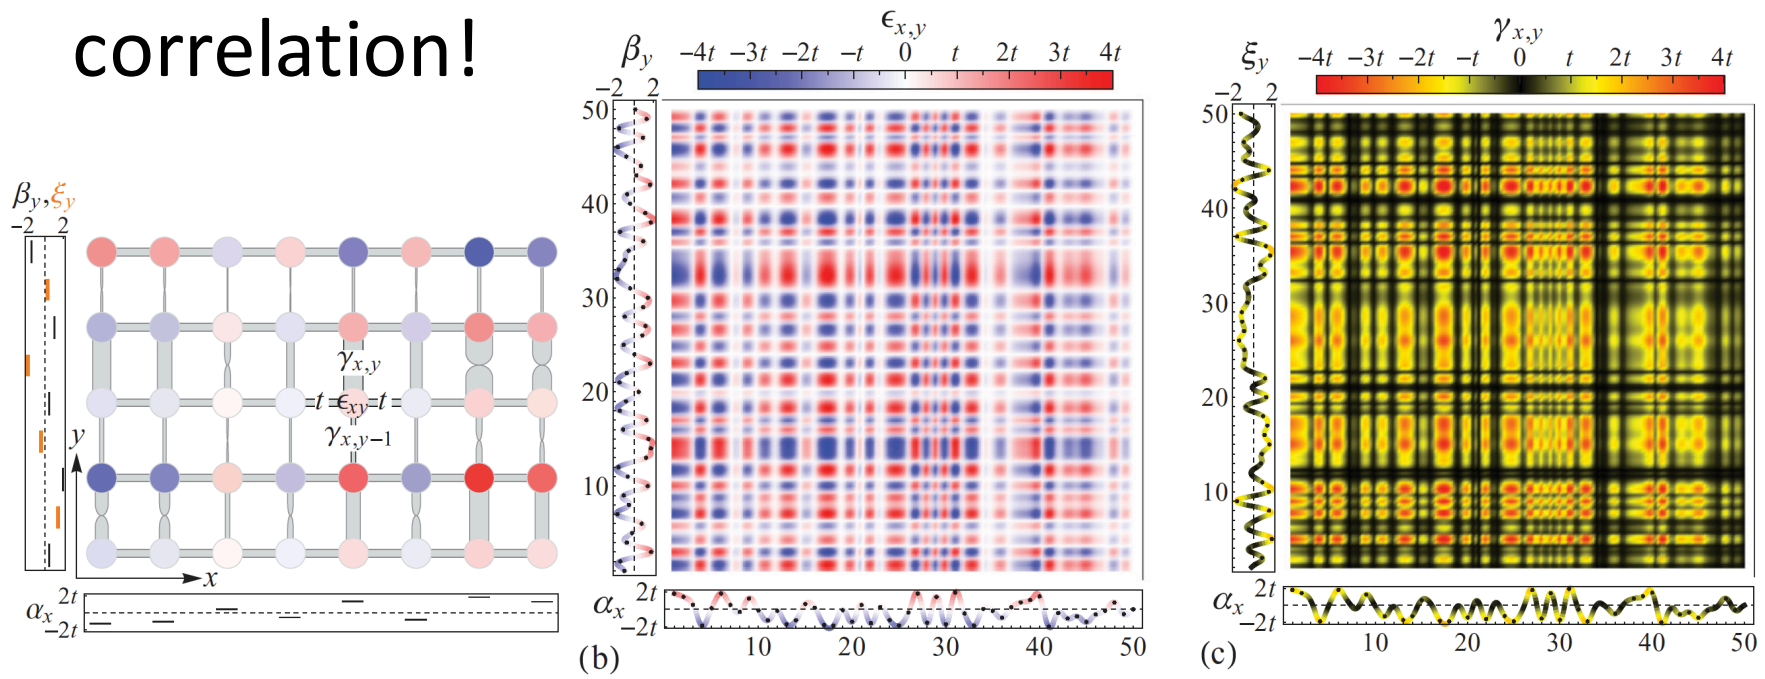 correlation!
β_y, ξ_y
−2 2
γ_{x,y}
t ϵ_{xy} t
γ_{x,y−1}
y
x
α_x
2t
−2t
ϵ_{x,y}
β_y −4t −3t −2t −t 0 t 2t 3t 4t
−2 2
50
40
30
20
10
α_x
2t
−2t
(b) 10 20 30 40 50
γ_{x,y}
ξ_y −4t −3t −2t −t 0 t 2t 3t 4t
−2 2
50
40
30
20
10
α_x
2t
−2t
(c) 10 20 30 40 50